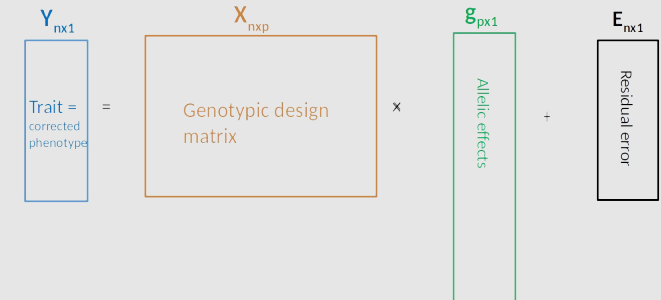 Ynx1
Xnxp
gpx1
Enx1
Trait =
corrected
phenotype
=
Genotypic design
matrix
x
Allelic effects
+
Residual error